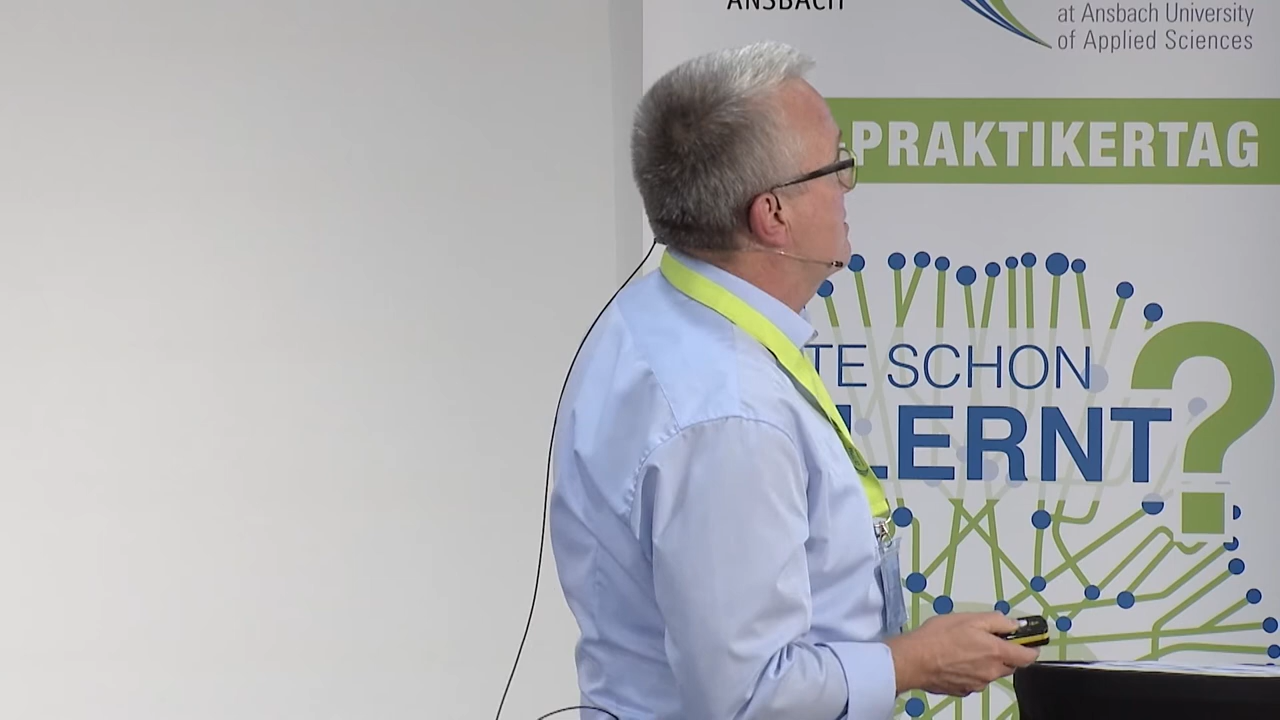 ANSBACH
at Ansbach University
of Applied Sciences
-PRAKTIKERTAG
TE SCHON
LERNT?